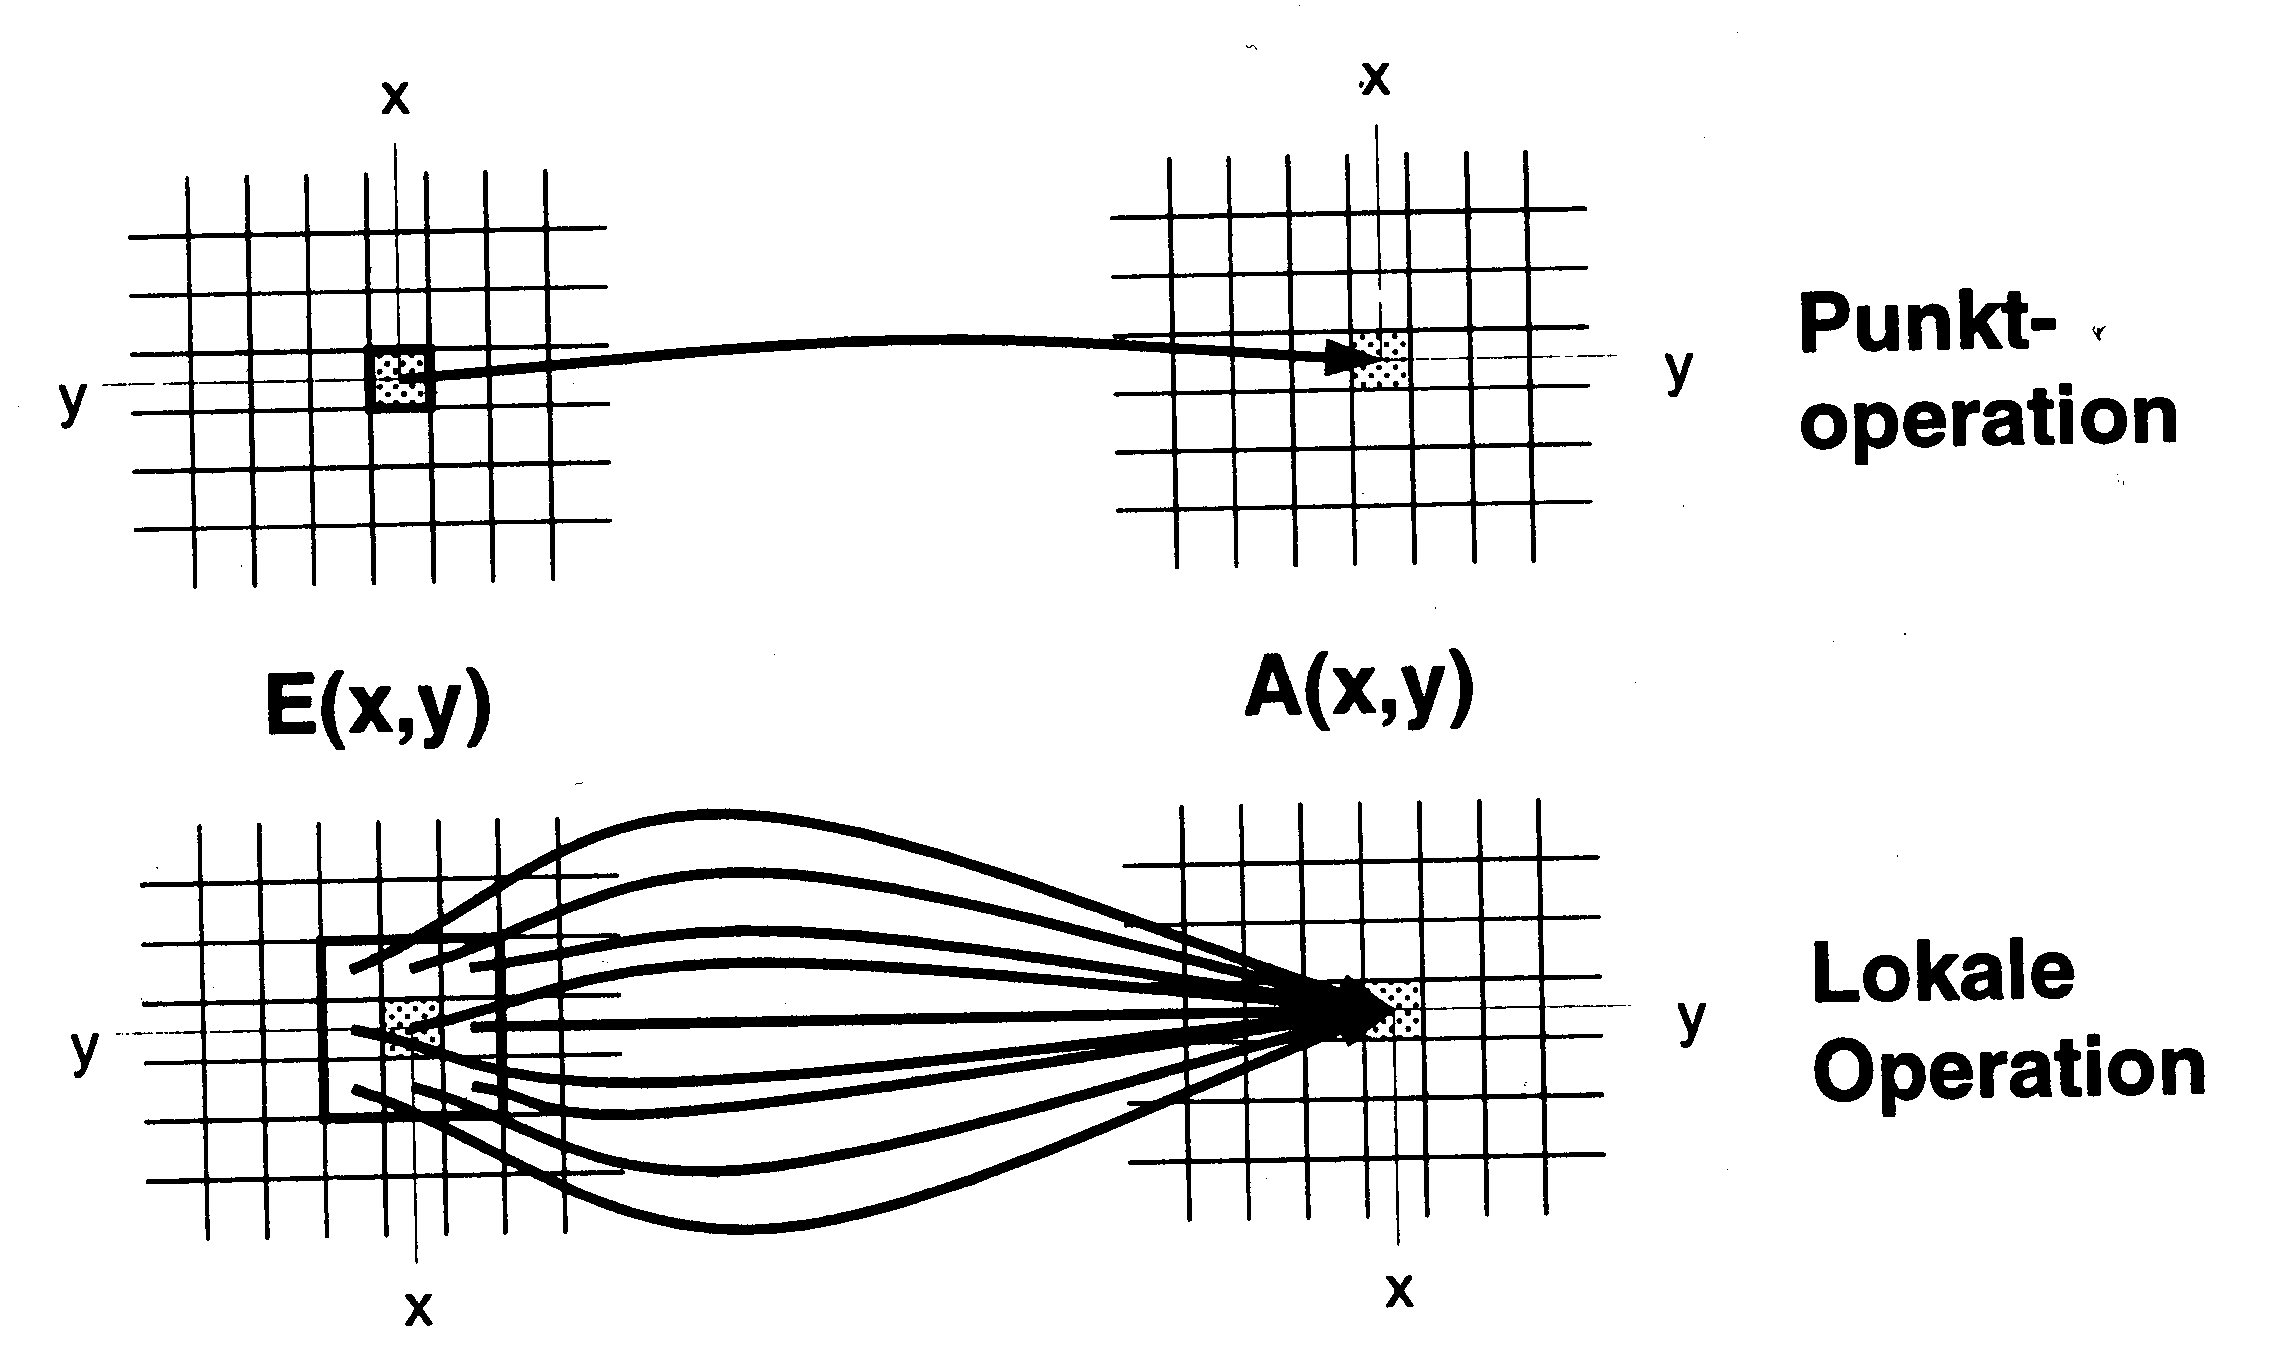 x
x
y
y
Punkt-
operation
E(x,y)
A(x,y)
y
y
Lokale
Operation
x
x